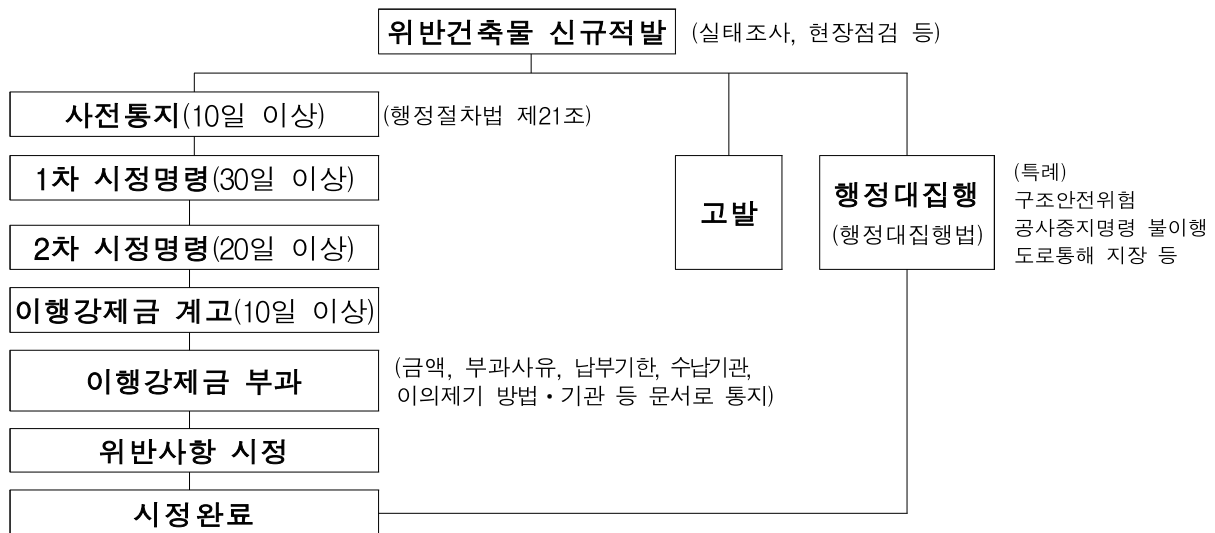 위반건축물 신규적발 (실태조사, 현장점검 등)
사전통지(10일 이상) (행정절차법 제21조)
1차 시정명령(30일 이상)
2차 시정명령(20일 이상)
이행강제금 계고(10일 이상)
이행강제금 부과
(금액, 부과사유, 납부기한, 수납기관,
이의제기 방법·기관 등 문서로 통지)
위반사항 시정
시정완료
고발
행정대집행
(행정대집행법)
(특례)
구조안전위험
공사중지명령 불이행
도로통해 지장 등